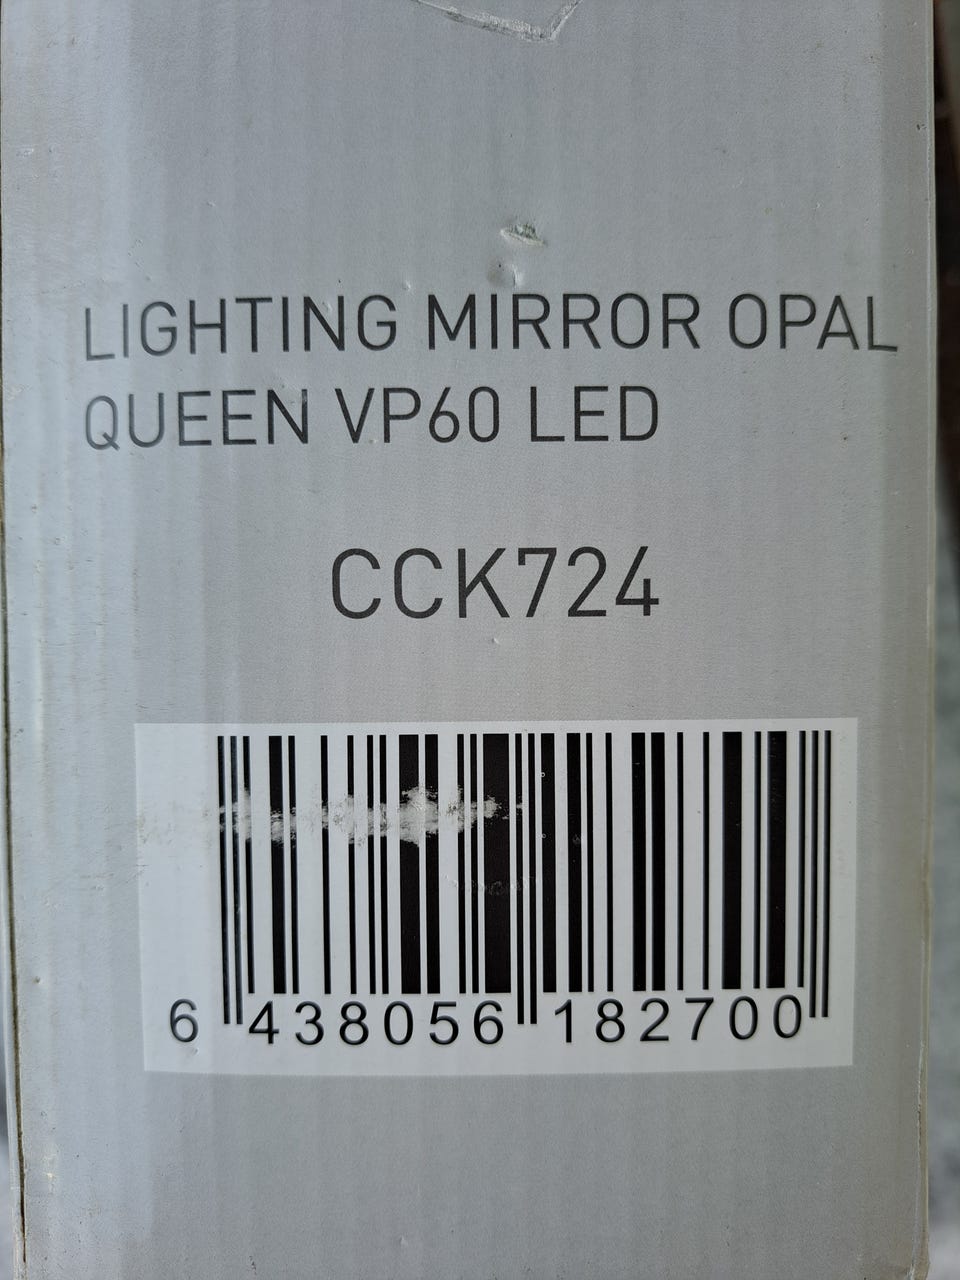 LIGHTING MIRROR OPAL
QUEEN VP60 LED
CCK724
6 438056 182700